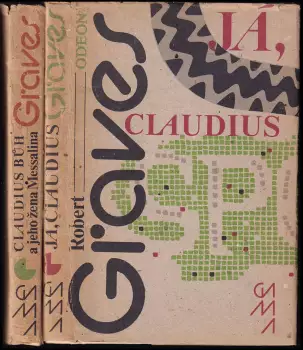 CLAUDIUS BŮH
a jeho žena Messalina
Graves
JÁ, CLAUDIUS
Graves
ODEON
Robert
Graves
JÁ,
CLAUDIUS